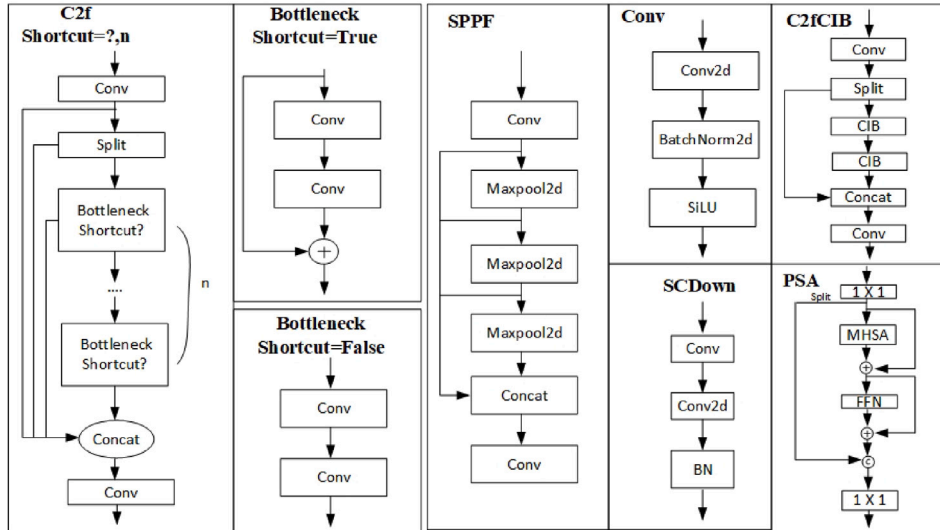 C2f
Shortcut=?,n
Conv
Split
Bottleneck
Shortcut?
....
n
Bottleneck
Shortcut?
Concat
Conv
Bottleneck
Shortcut=True
Conv
Conv
+
Bottleneck
Shortcut=False
Conv
Conv
SPPF
Conv
Maxpool2d
Maxpool2d
Maxpool2d
Concat
Conv
Conv
Conv2d
BatchNorm2d
SiLU
SCDown
Conv
Conv2d
BN
C2fCIB
Conv
Split
CIB
CIB
Concat
Conv
PSA
1 X 1
Split
MHSA
+
FFN
+
C
1 X 1